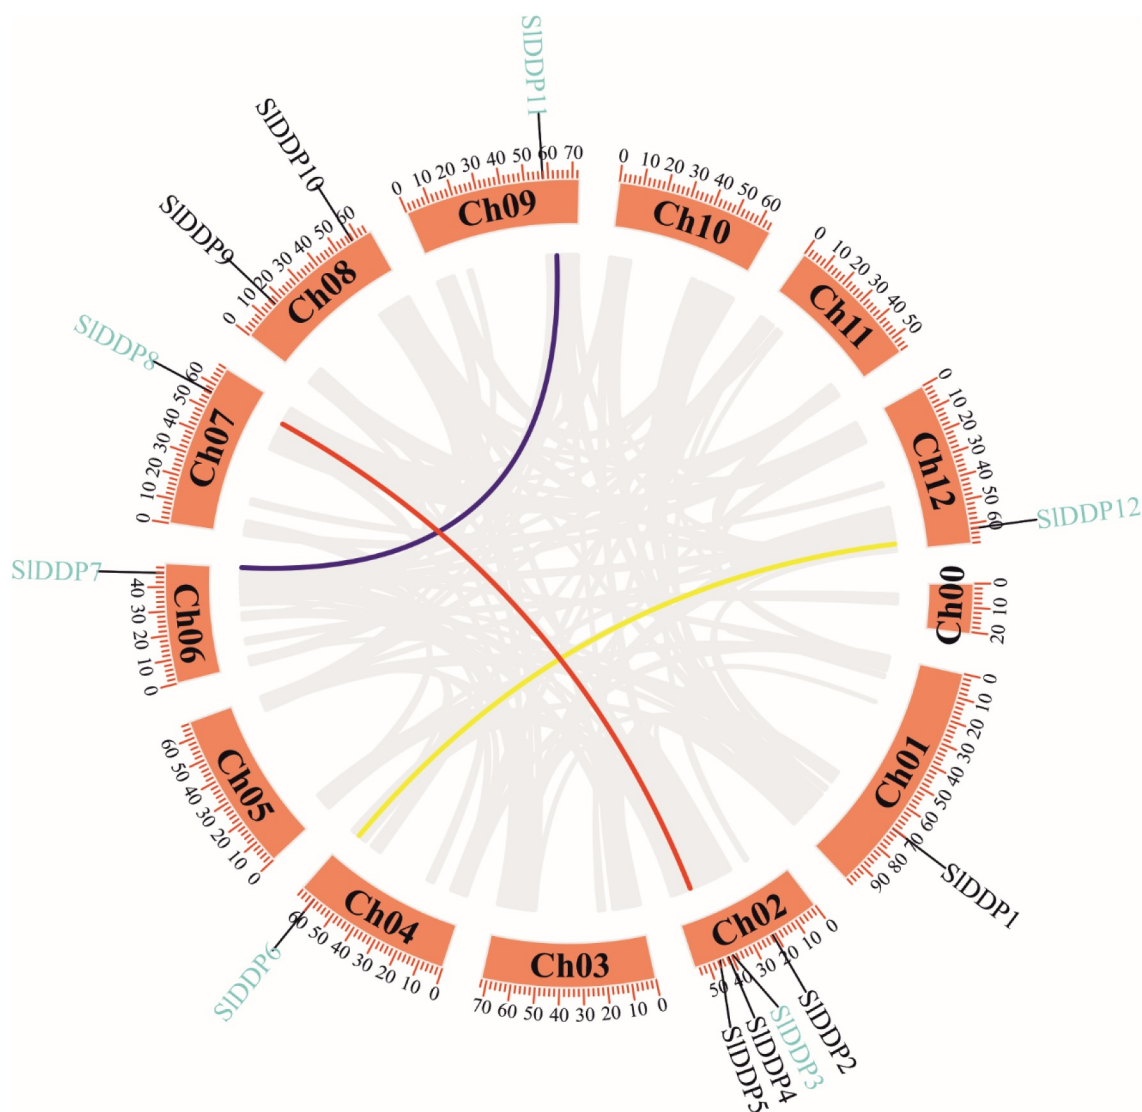 SlDDP11
0 10 20 30 40 50 60 70
Ch09
0 10 20 30 40 50 60
Ch10
0 10 20 30 40 50
Ch11
0 10 20 30 40 50 60
Ch12
SlDDP12
0 10 20
Ch00
0 10 20 30 40 50 60 70 80 90
Ch01
SlDDP1
0 10 20 30 40 50
Ch02
SlDDP2
SlDDP3
SlDDP4
SlDDP5
0 10 20 30 40 50 60 70
Ch03
0 10 20 30 40 50 60
Ch04
SlDDP6
0 10 20 30 40 50 60
Ch05
0 10 20 30 40
Ch06
SlDDP7
0 10 20 30 40 50 60
Ch07
SlDDP8
0 10 20 30 40 50 60
Ch08
SlDDP9
SlDDP10